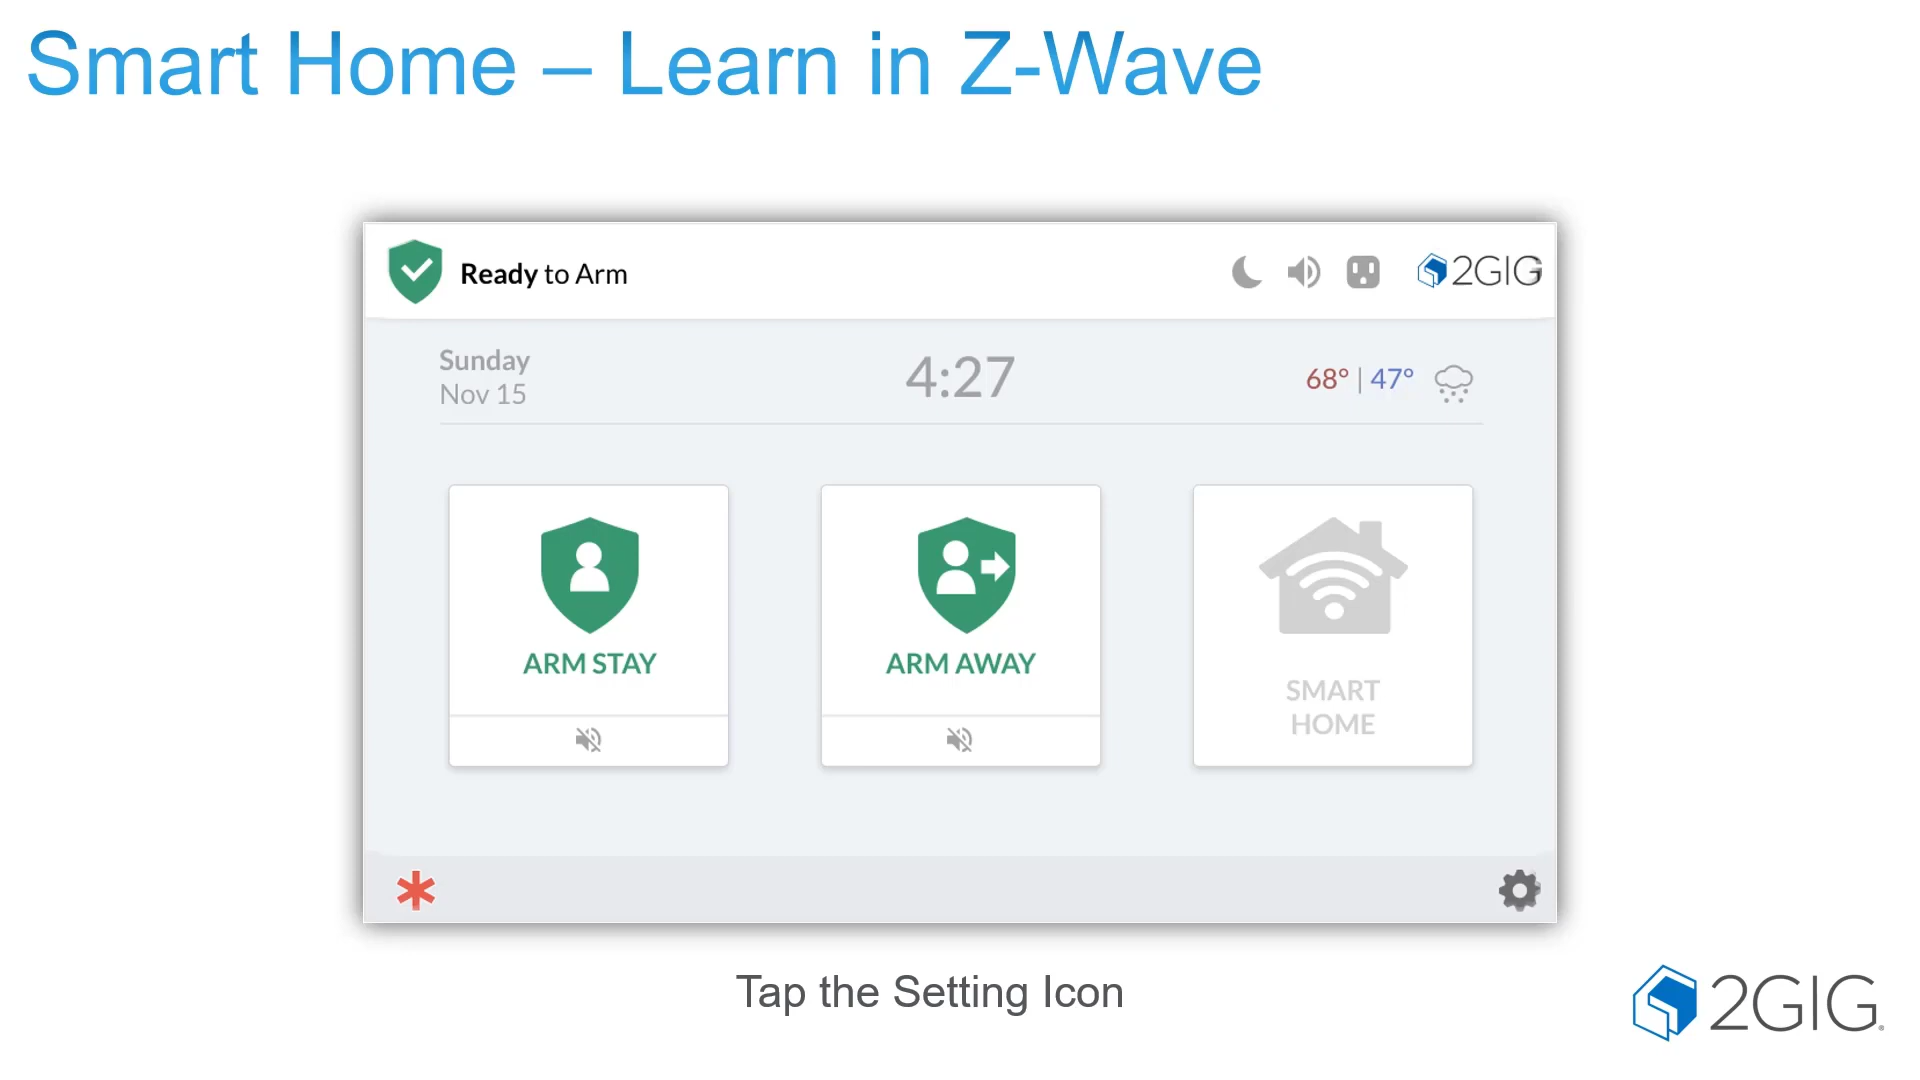 Smart Home – Learn in Z-Wave
Ready to Arm
2GIG
Sunday
Nov 15
4:27
68° | 47°
ARM STAY
ARM AWAY
SMART
HOME
Tap the Setting Icon
2GIG